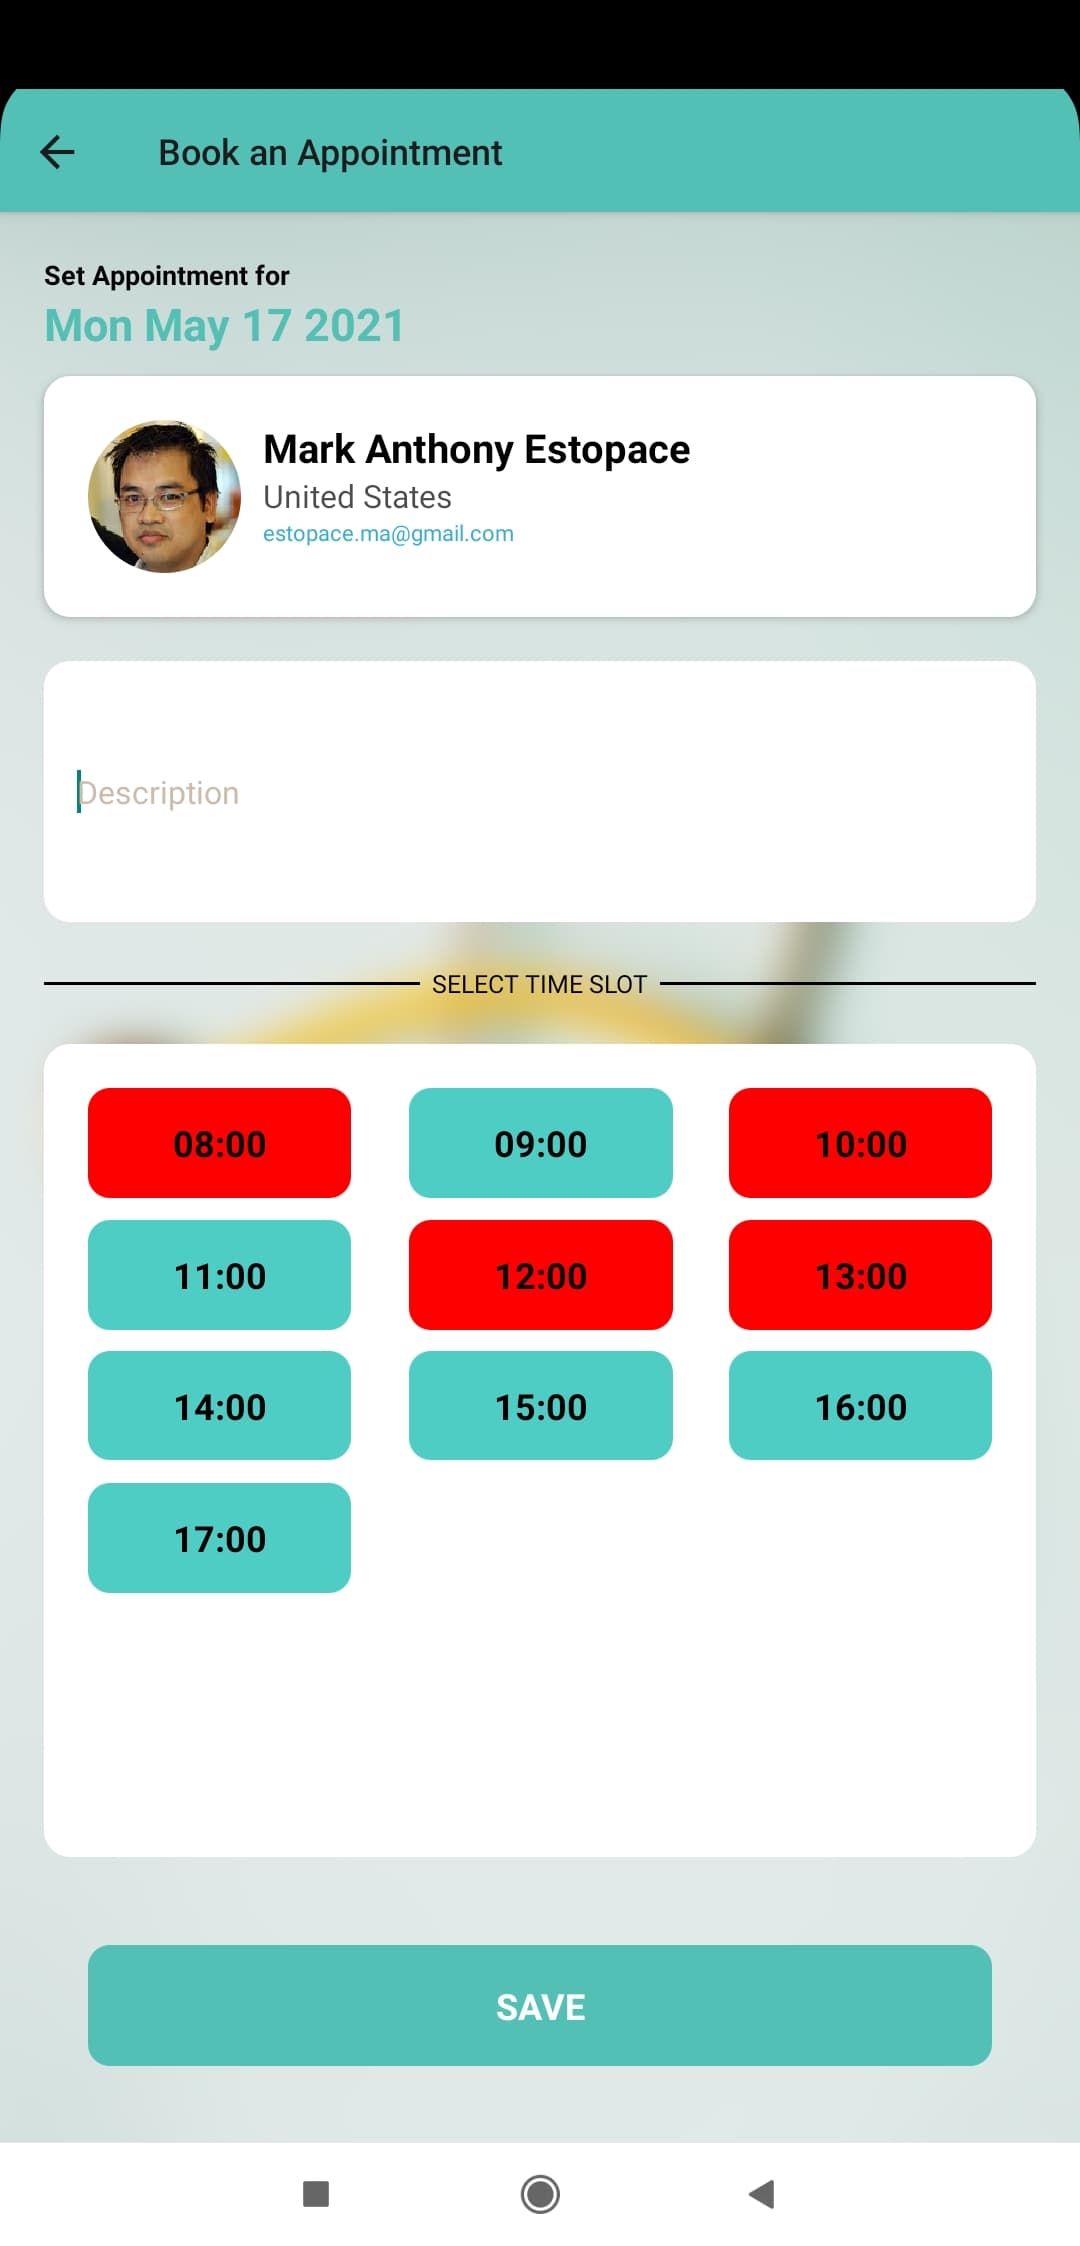 Book an Appointment
Set Appointment for
Mon May 17 2021
Mark Anthony Estopace
United States
estopace.ma@gmail.com
Description
SELECT TIME SLOT
08:00 09:00 10:00
11:00 12:00 13:00
14:00 15:00 16:00
17:00
SAVE